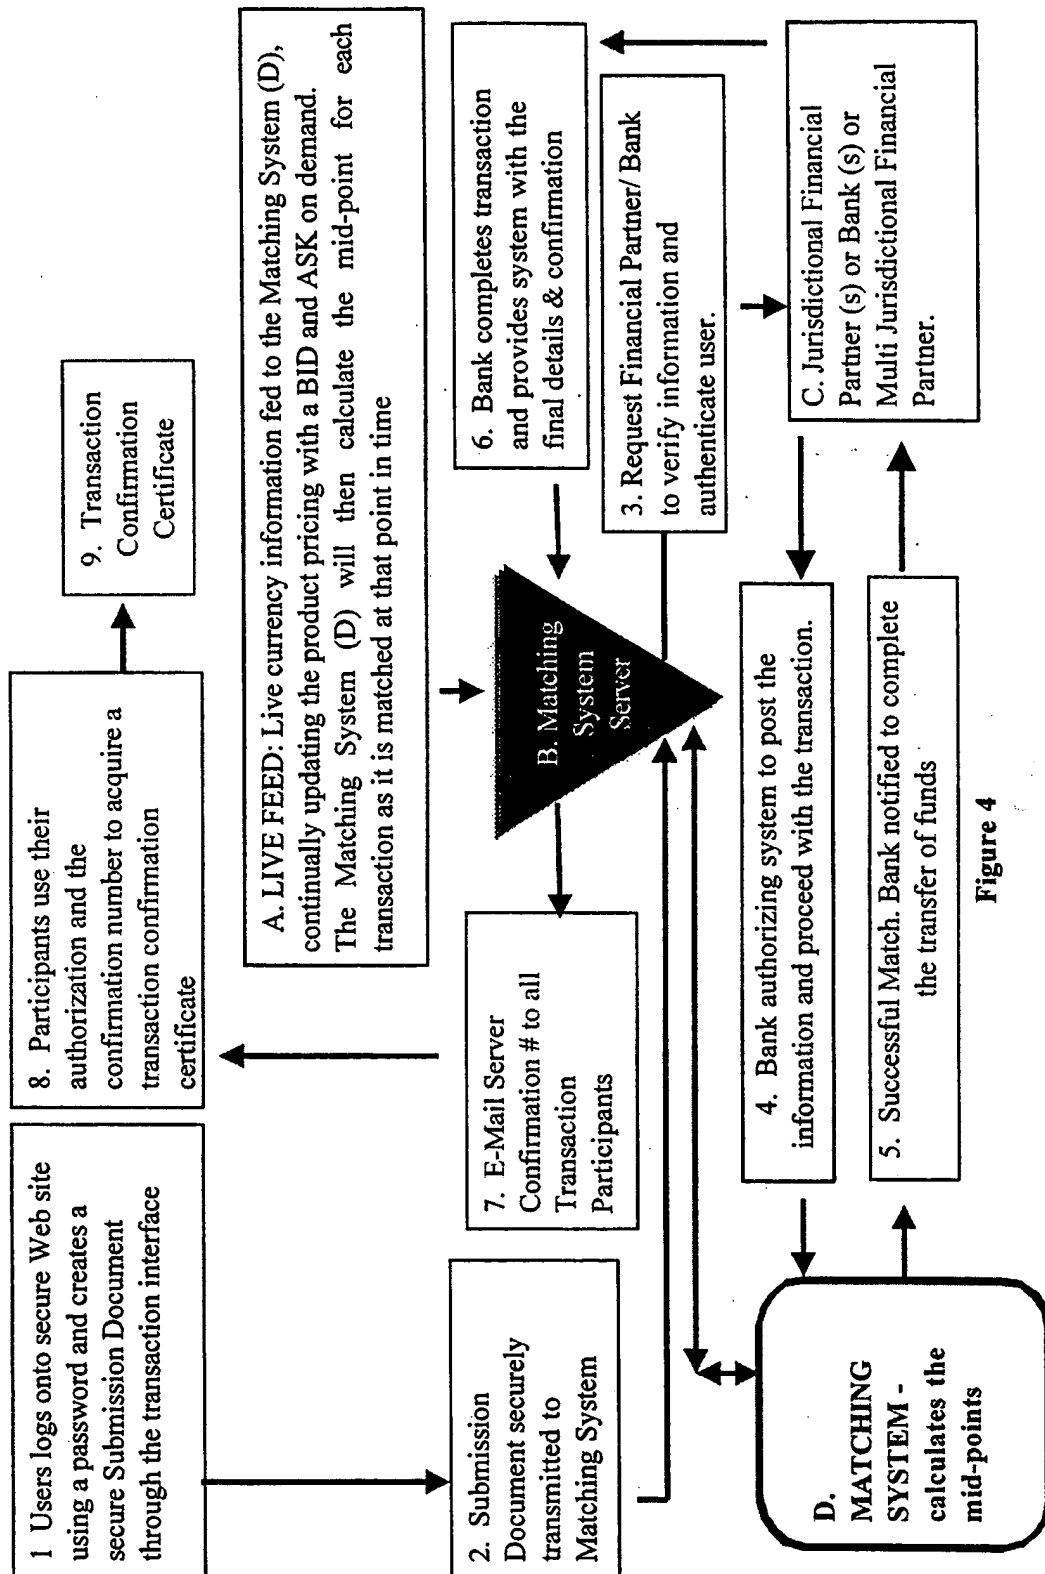 1 Users logs onto secure Web site
using a password and creates a
secure Submission Document
through the transaction interface
8. Participants use their
authorization and the
confirmation number to acquire a
transaction confirmation
certificate
9. Transaction
Confirmation
Certificate
A. LIVE FEED: Live currency information fed to the Matching System (D),
continually updating the product pricing with a BID and ASK on demand.
The Matching System (D) will then calculate the mid-point for each
transaction as it is matched at that point in time
2. Submission
Document securely
transmitted to
Matching System
7. E-Mail Server
Confirmation # to all
Transaction
Participants
B. Matching
System
Server
6. Bank completes transaction
and provides system with the
final details & confirmation
3. Request Financial Partner/ Bank
to verify information and
authenticate user.
D.
MATCHING
SYSTEM -
calculates the
mid-points
4. Bank authorizing system to post the
information and proceed with the transaction.
5. Successful Match. Bank notified to complete
the transfer of funds
C. Jurisdictional Financial
Partner (s) or Bank (s) or
Multi Jurisdictional Financial
Partner.
Figure 4